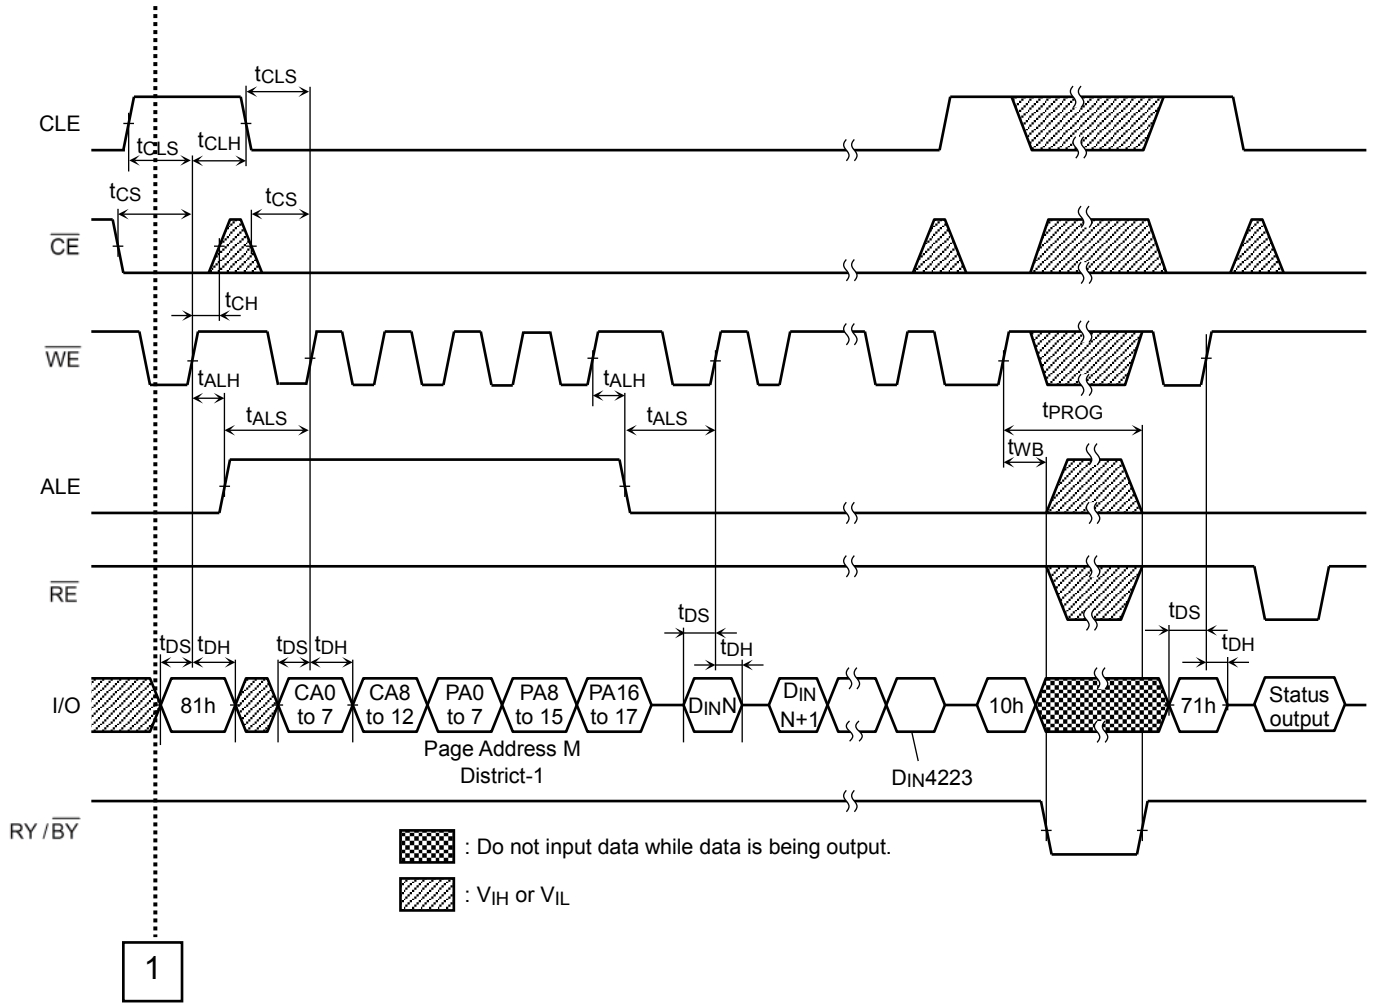 tCLS
CLE
tCLS tCLH
tCS tCS
CE
tCH
WE
tALH tALH
tALS tALS tPROG
tWB
ALE
RE
tDS tDH tDS tDH tDS tDH tDS tDH
I/O 81h CA0 to 7 CA8 to 12 PA0 to 7 PA8 to 15 PA16 to 17 DINN DIN N+1 10h 71h Status output
Page Address M
District-1
DIN4223
RY / BY
: Do not input data while data is being output.
: VIH or VIL
1